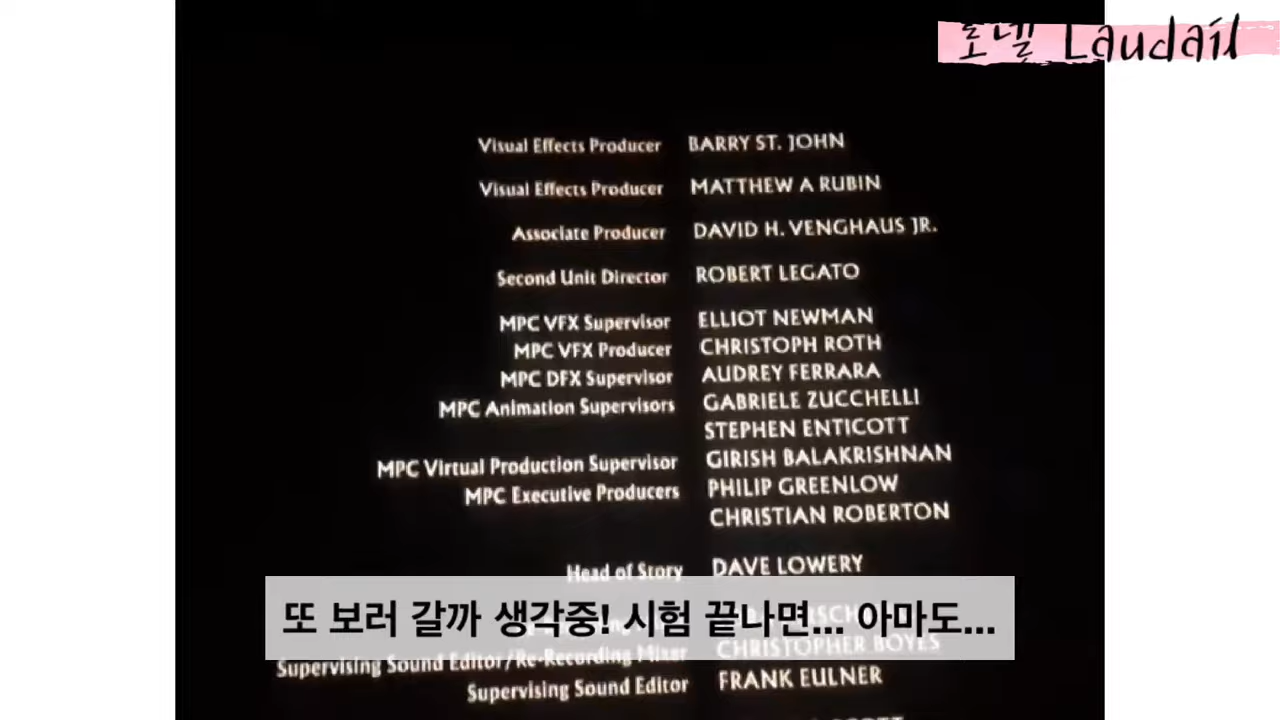 로넬 Laudail
Visual Effects Producer BARRY ST. JOHN
Visual Effects Producer MATTHEW A RUBIN
Associate Producer DAVID H. VENGHAUS JR.
Second Unit Director ROBERT LEGATO
MPC VFX Supervisor ELLIOT NEWMAN
MPC VFX Producer CHRISTOPH ROTH
MPC DFX Supervisor AUDREY FERRARA
MPC Animation Supervisors GABRIELE ZUCCHELLI
STEPHEN ENTICOTT
MPC Virtual Production Supervisor GIRISH BALAKRISHNAN
MPC Executive Producers PHILIP GREENLOW
CHRISTIAN ROBERTON
Head of Story DAVE LOWERY
또 보러 갈까 생각중! 시험 끝나면... 아마도...
Supervising Sound Editor/Re-Recording Mixer CHRISTOPHER BOYES
Supervising Sound Editor FRANK EULNER